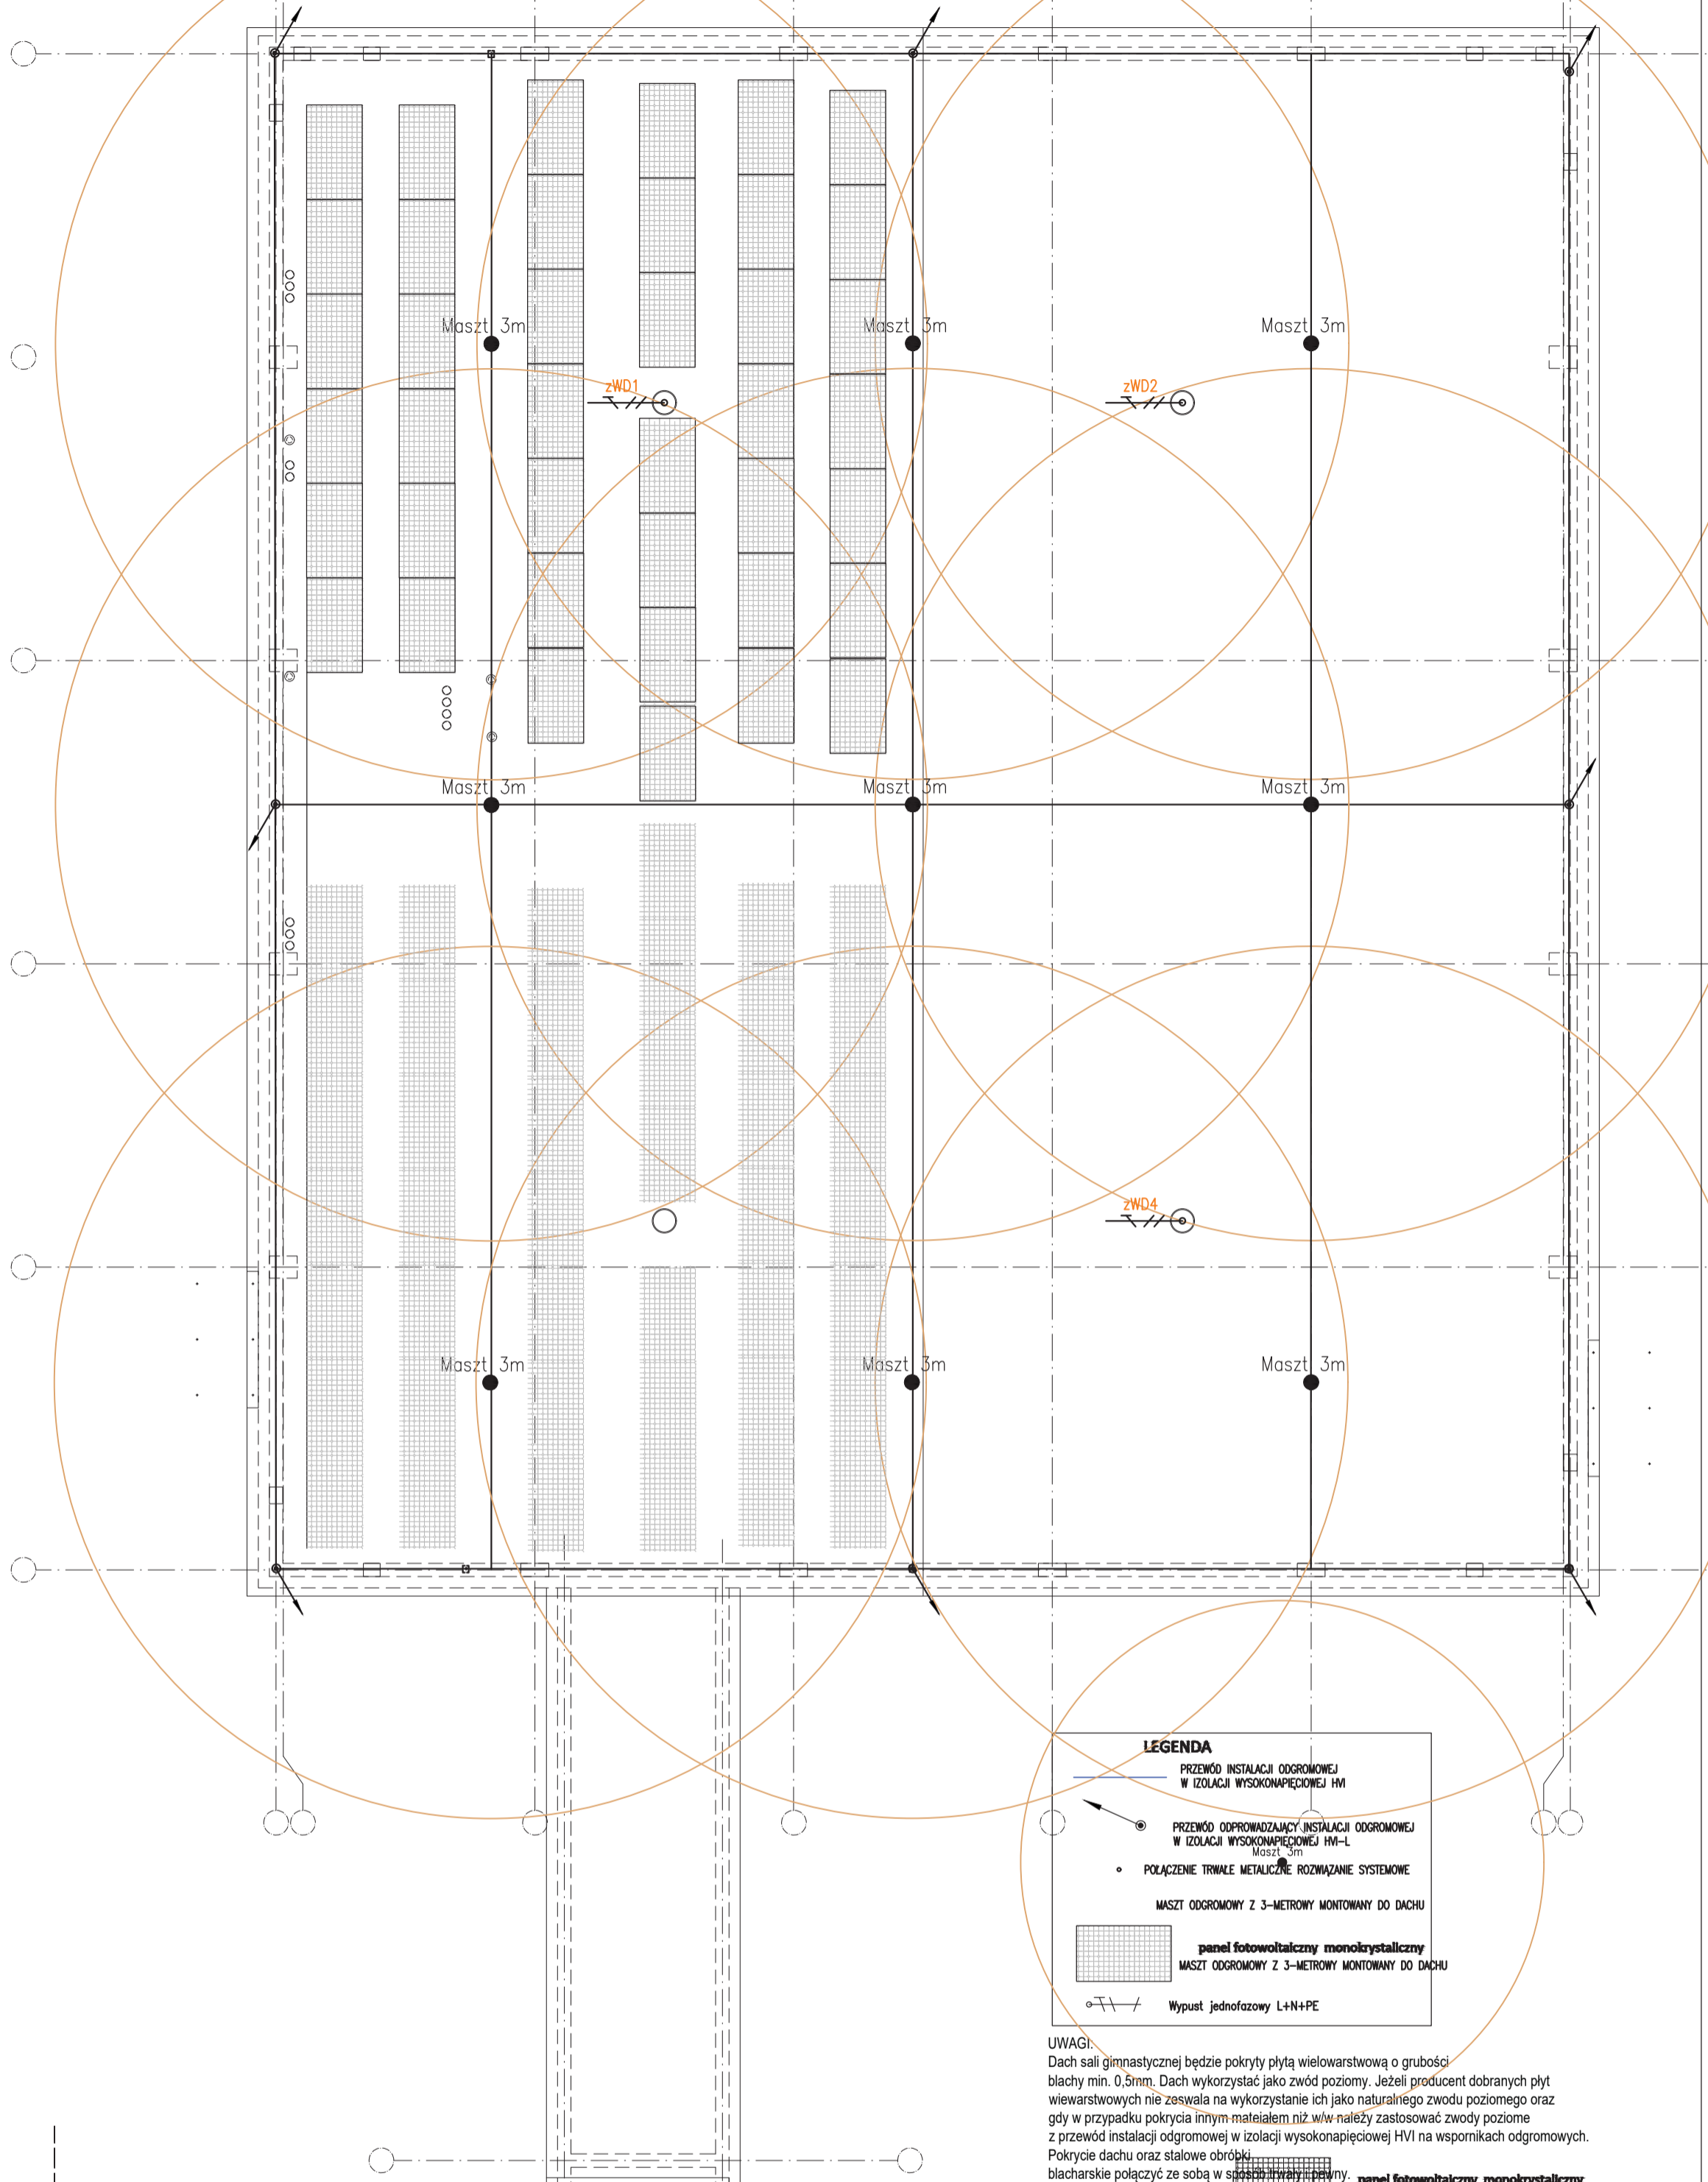 Maszt 3m
Maszt 3m
Maszt 3m
zWD1
zWD2
Maszt 3m
Maszt 3m
Maszt 3m
zWD4
Maszt 3m
Maszt 3m
Maszt 3m
LEGENDA
PRZEWÓD INSTALACJI ODGROMOWEJ
W IZOLACJI WYSOKONAPIĘCIOWEJ HVI
PRZEWÓD ODPROWADZAJĄCY INSTALACJI ODGROMOWEJ
W IZOLACJI WYSOKONAPIĘCIOWEJ HVI-L
Maszt 3m
POŁĄCZENIE TRWAŁE METALICZNE ROZWIĄZANIE SYSTEMOWE
MASZT ODGROMOWY Z 3-METROWY MONTOWANY DO DACHU
panel fotowoltaiczny monokrystaliczny
MASZT ODGROMOWY Z 3-METROWY MONTOWANY DO DACHU
Wypust jednofazowy L+N+PE
UWAGI:
Dach sali gimnastycznej będzie pokryty płytą wielowarstwową o grubości
blachy min. 0,5mm. Dach wykorzystać jako zwód poziomy. Jeżeli producent dobranych płyt
wiewarstwowych nie zeswala na wykorzystanie ich jako naturalnego zwodu poziomego oraz
gdy w przypadku pokrycia innym mateiałem niż w/w należy zastosować zwody poziome
z przewód instalacji odgromowej w izolacji wysokonapięciowej HVI na wspornikach odgromowych.
Pokrycie dachu oraz stalowe obróbki
blacharskie połączyć ze sobą w sposób trwały i pewny.
panel fotowoltaiczny monokrystaliczny